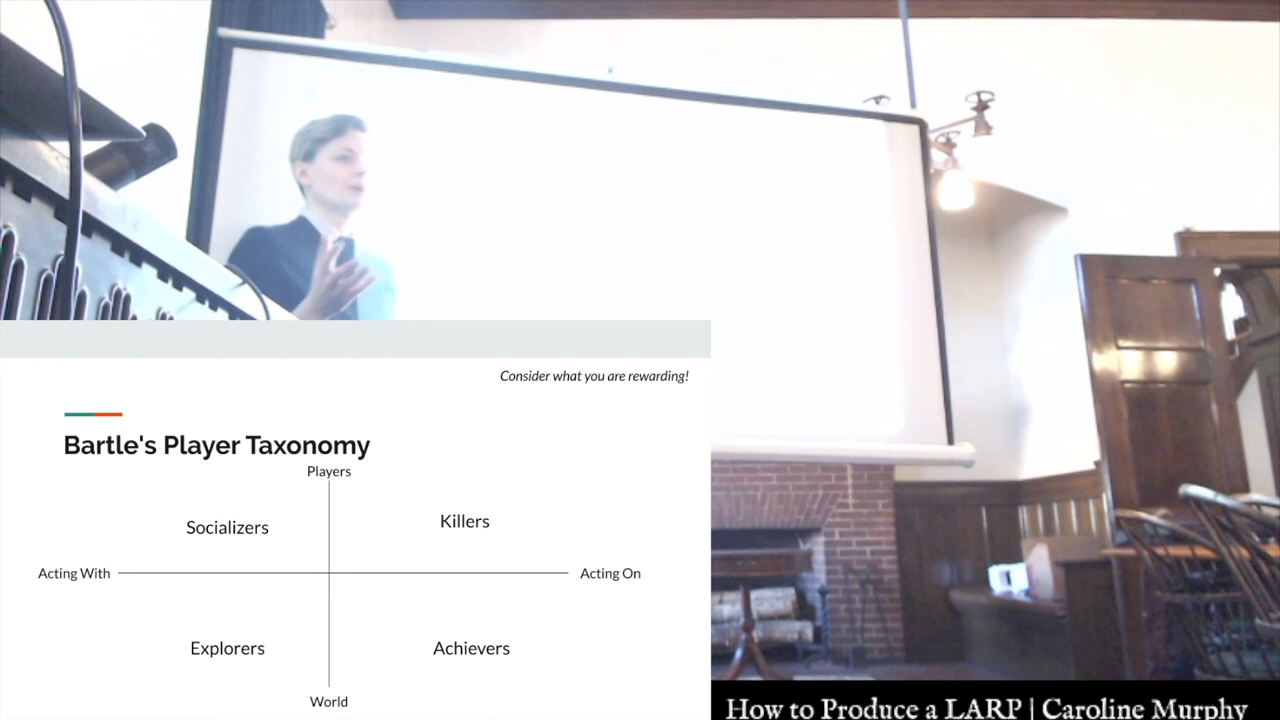 Consider what you are rewarding!
Bartle's Player Taxonomy
Players
Socializers
Killers
Acting With
Acting On
Explorers
Achievers
World
How to Produce a LARP | Caroline Murphy